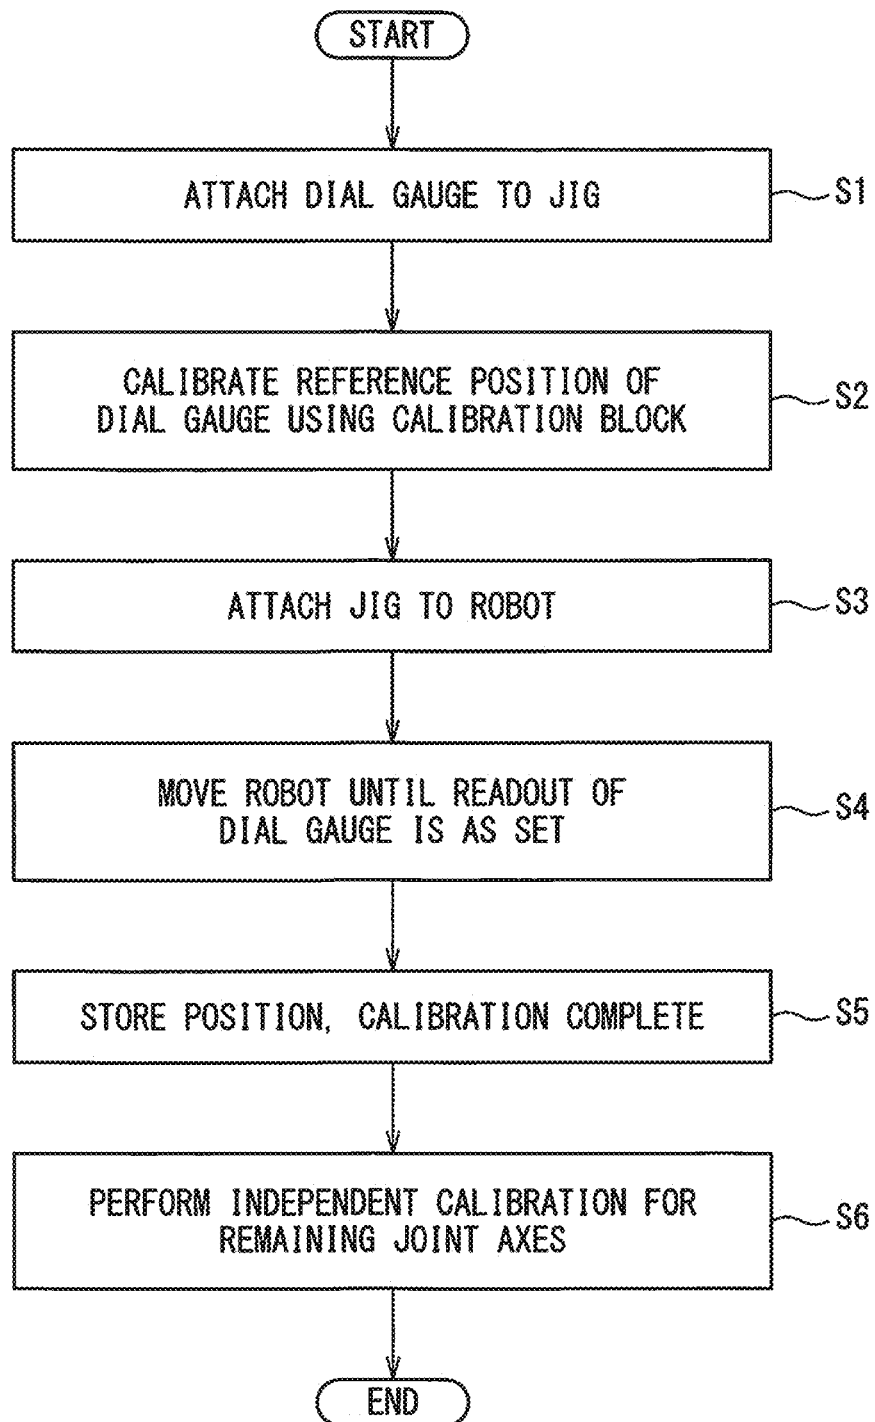 START
ATTACH DIAL GAUGE TO JIG
S1
CALIBRATE REFERENCE POSITION OF
DIAL GAUGE USING CALIBRATION BLOCK
S2
ATTACH JIG TO ROBOT
S3
MOVE ROBOT UNTIL READOUT OF
DIAL GAUGE IS AS SET
S4
STORE POSITION, CALIBRATION COMPLETE
S5
PERFORM INDEPENDENT CALIBRATION FOR
REMAINING JOINT AXES
S6
END